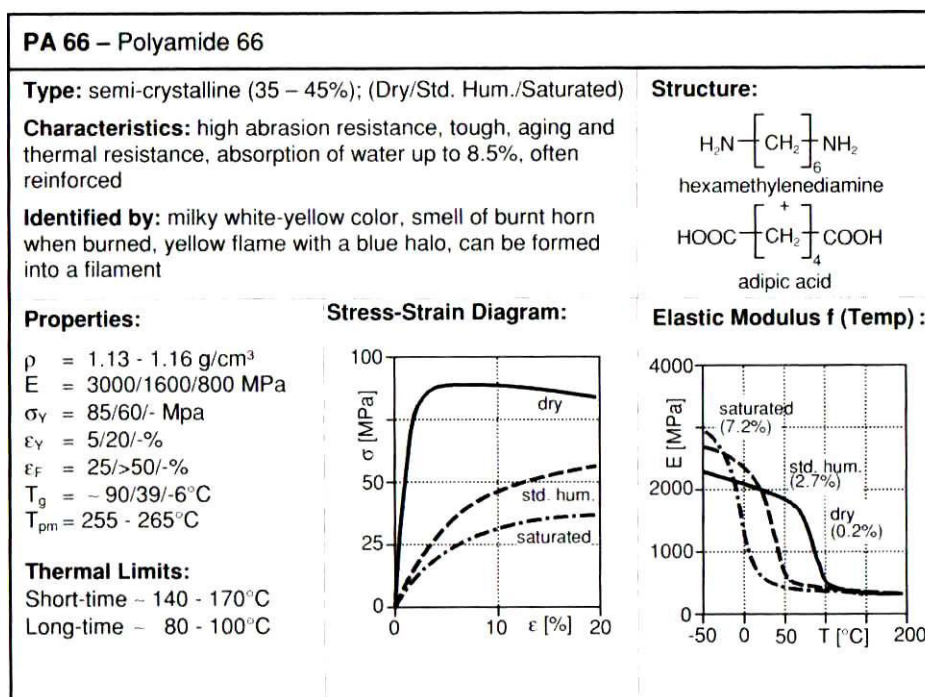 PA 66 – Polyamide 66
Type: semi-crystalline (35 – 45%); (Dry/Std. Hum./Saturated)
Characteristics: high abrasion resistance, tough, aging and
thermal resistance, absorption of water up to 8.5%, often
reinforced
Identified by: milky white-yellow color, smell of burnt horn
when burned, yellow flame with a blue halo, can be formed
into a filament
Structure:
H₂N [CH₂]₆ NH₂
hexamethylenediamine
+
HOOC [CH₂]₄ COOH
adipic acid
Properties:
ρ = 1.13 - 1.16 g/cm³
E = 3000/1600/800 MPa
σY = 85/60/- Mpa
εY = 5/20/-%
εF = 25/>50/-%
Tg = ~ 90/39/-6°C
Tpm = 255 - 265°C
Thermal Limits:
Short-time ~ 140 - 170°C
Long-time ~ 80 - 100°C
Stress-Strain Diagram:
100
σ [MPa]
dry
50
std. hum.
25
saturated
0
0 10 ε [%] 20
Elastic Modulus f (Temp) :
4000
E [MPa]
saturated
(7.2%)
std. hum.
(2.7%)
2000
dry
(0.2%)
1000
0
-50 0 50 T [°C] 200